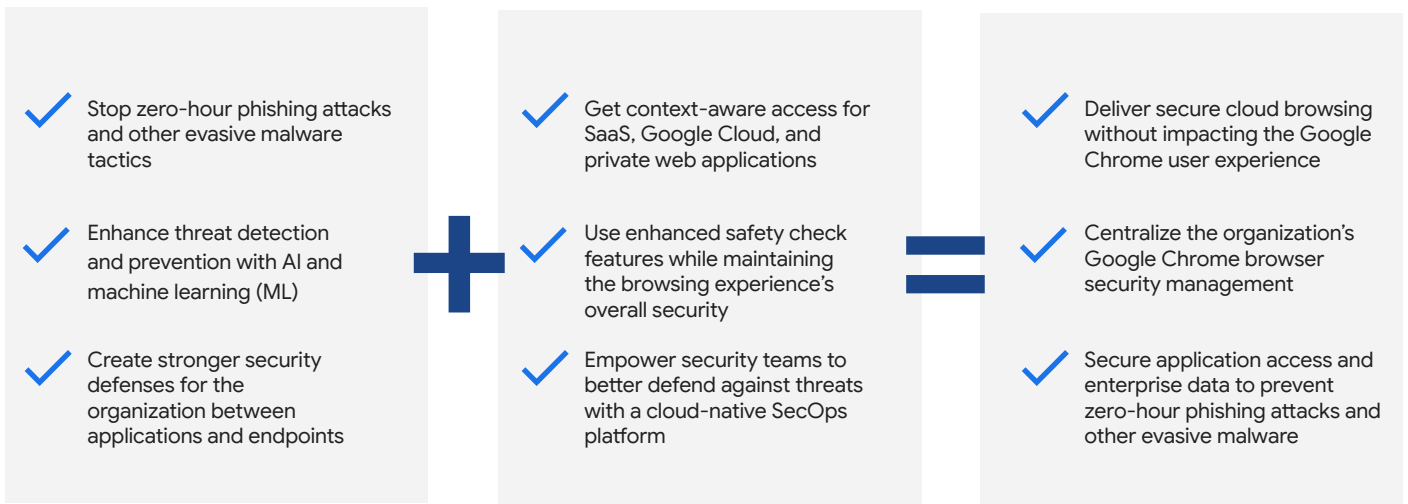 Stop zero-hour phishing attacks
and other evasive malware
tactics
Enhance threat detection
and prevention with AI and
machine learning (ML)
Create stronger security
defenses for the
organization between
applications and endpoints
Get context-aware access for
SaaS, Google Cloud, and
private web applications
Use enhanced safety check
features while maintaining
the browsing experience’s
overall security
Empower security teams to
better defend against threats
with a cloud-native SecOps
platform
Deliver secure cloud browsing
without impacting the Google
Chrome user experience
Centralize the organization’s
Google Chrome browser
security management
Secure application access and
enterprise data to prevent
zero-hour phishing attacks and
other evasive malware